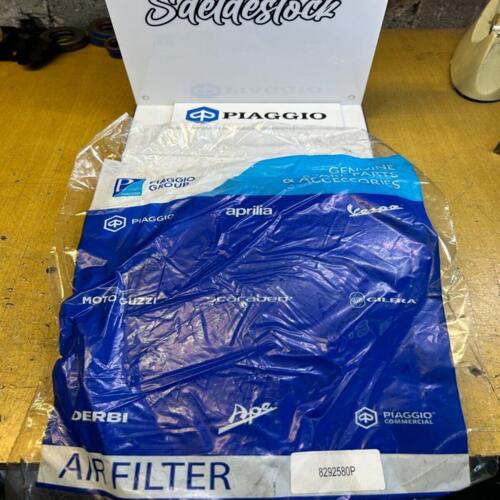 Sdeldestock
PIAGGIO
PIAGGIO
GROUP
GENUINE
PARTS
& ACCESSORIES
PIAGGIO aprilia Vespa
MOTO GUZZI scarabeo GILERA
DERBI Ape PIAGGIO
COMMERCIAL
AIR FILTER 8292580P